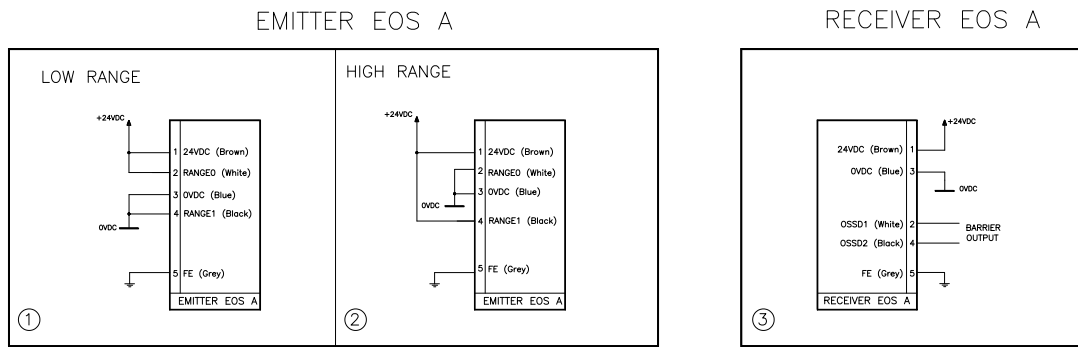 EMITTER EOS A
LOW RANGE
+24VDC
1 24VDC (Brown)
2 RANGE0 (White)
3 0VDC (Blue)
4 RANGE1 (Black)
0VDC
5 FE (Grey)
EMITTER EOS A
1
HIGH RANGE
+24VDC
1 24VDC (Brown)
2 RANGE0 (White)
3 0VDC (Blue)
0VDC
4 RANGE1 (Black)
5 FE (Grey)
EMITTER EOS A
2
RECEIVER EOS A
+24VDC
24VDC (Brown) 1
0VDC (Blue) 3
0VDC
OSSD1 (White) 2
OSSD2 (Black) 4
BARRIER
OUTPUT
FE (Grey) 5
RECEIVER EOS A
3